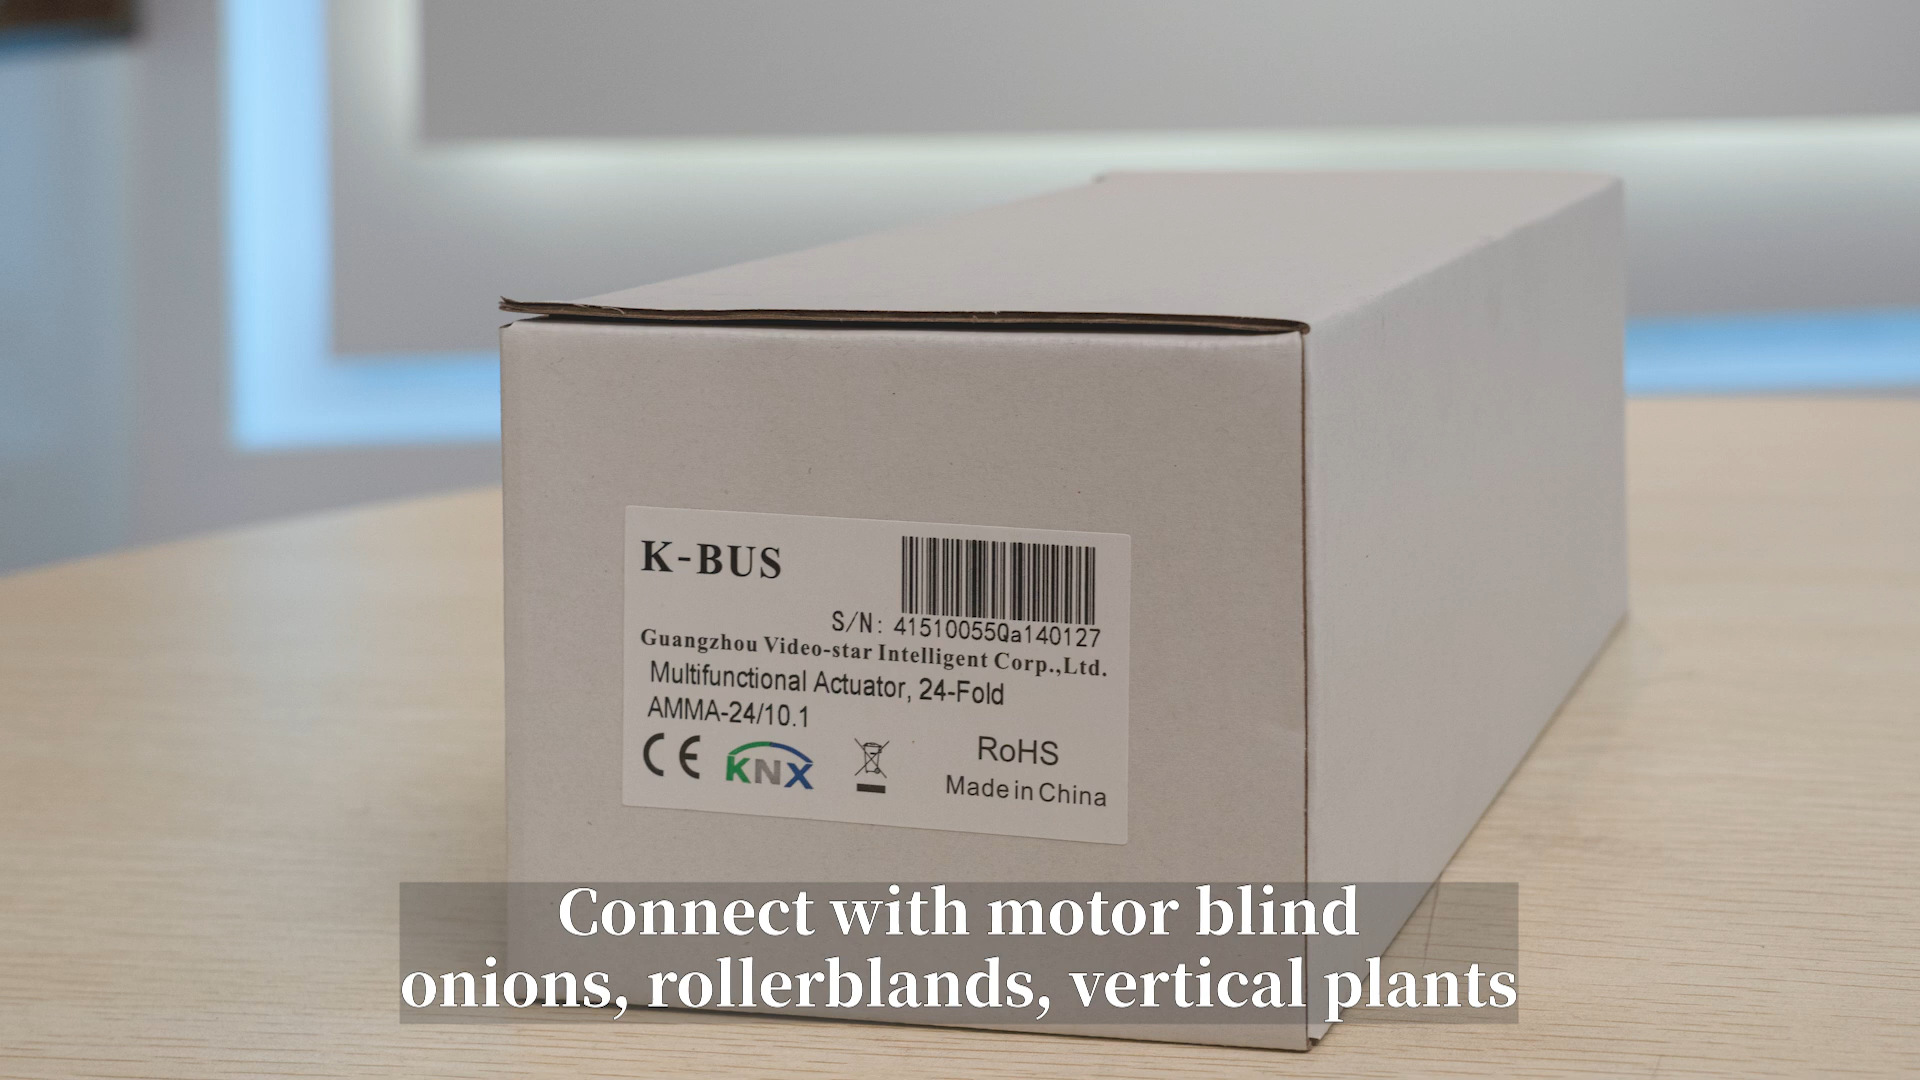 K-BUS
S/N: 41510055Qa140127
Guangzhou Video-star Intelligent Corp.,Ltd.
Multifunctional Actuator, 24-Fold
AMMA-24/10.1
CE
KNX
RoHS
Made in China
Connect with motor blind
onions, rollerblands, vertical plants